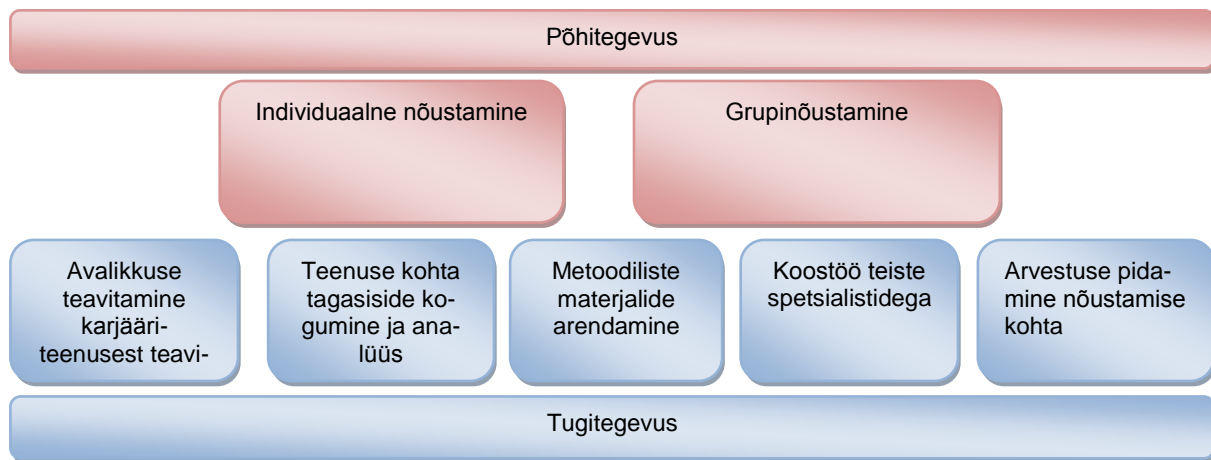 Põhitegevus
Individuaalne nõustamine
Grupinõustamine
Avalikkuse
teavitamine
karjääri-
teenusest teavi-
Teenuse kohta
tagasiside ko-
gumine ja ana-
lüüs
Metoodiliste
materjalide
arendamine
Koostöö teiste
spetsialistidega
Arvestuse pida-
mine nõustamise
kohta
Tugitegevus